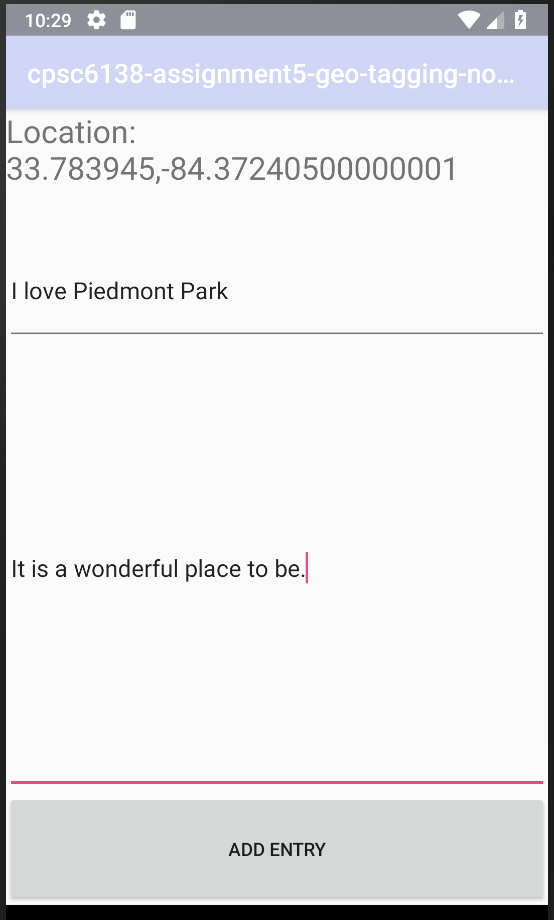 10:29
cpsc6138-assignment5-geo-tagging-no...
Location:
33.783945,-84.37240500000001
I love Piedmont Park
It is a wonderful place to be.
ADD ENTRY